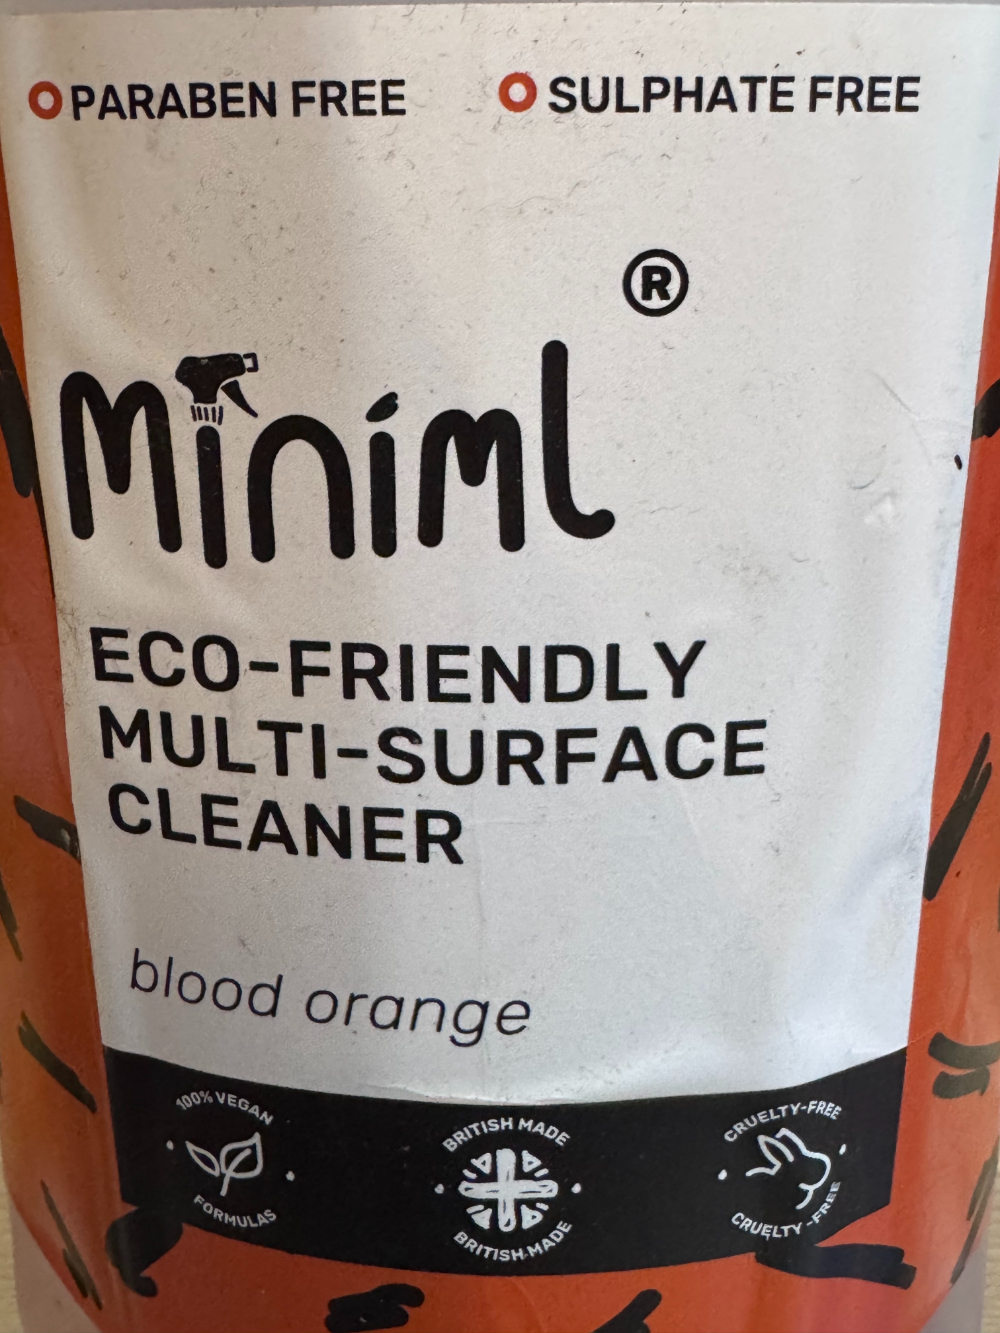 PARABEN FREE
SULPHATE FREE
®
Miniml
ECO-FRIENDLY
MULTI-SURFACE
CLEANER
blood orange
100% VEGAN
FORMULAS
BRITISH MADE
BRITISH MADE
CRUELTY-FREE
CRUELTY-FREE